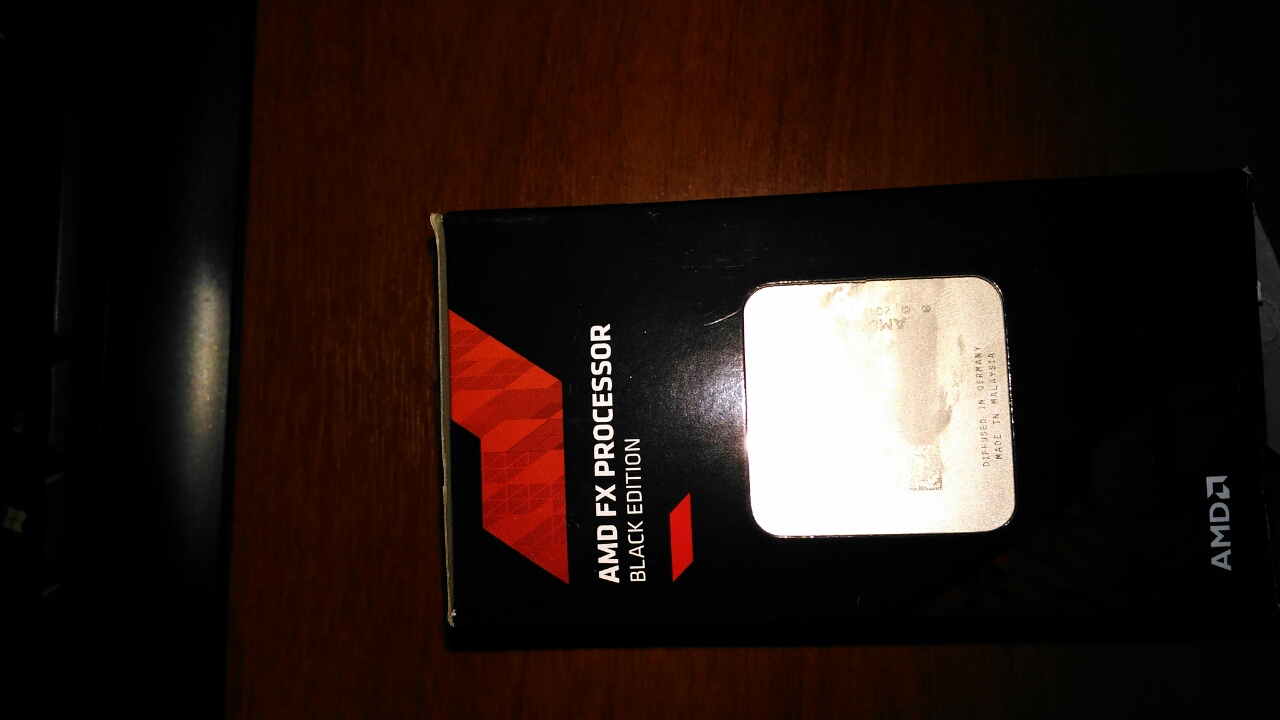 AMD FX PROCESSOR
BLACK EDITION
DIFFUSED IN GERMANY
MADE IN MALAYSIA
AMD